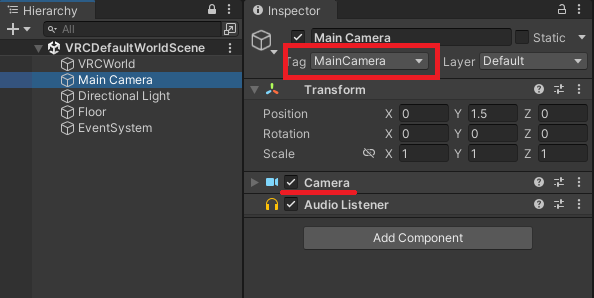 Hierarchy
All
VRCDefaultWorldScene
VRCWorld
Main Camera
Directional Light
Floor
EventSystem
Inspector
Main Camera
Static
Tag MainCamera Layer Default
Transform
Position X 0 Y 1.5 Z 0
Rotation X 0 Y 0 Z 0
Scale X 1 Y 1 Z 1
Camera
Audio Listener
Add Component